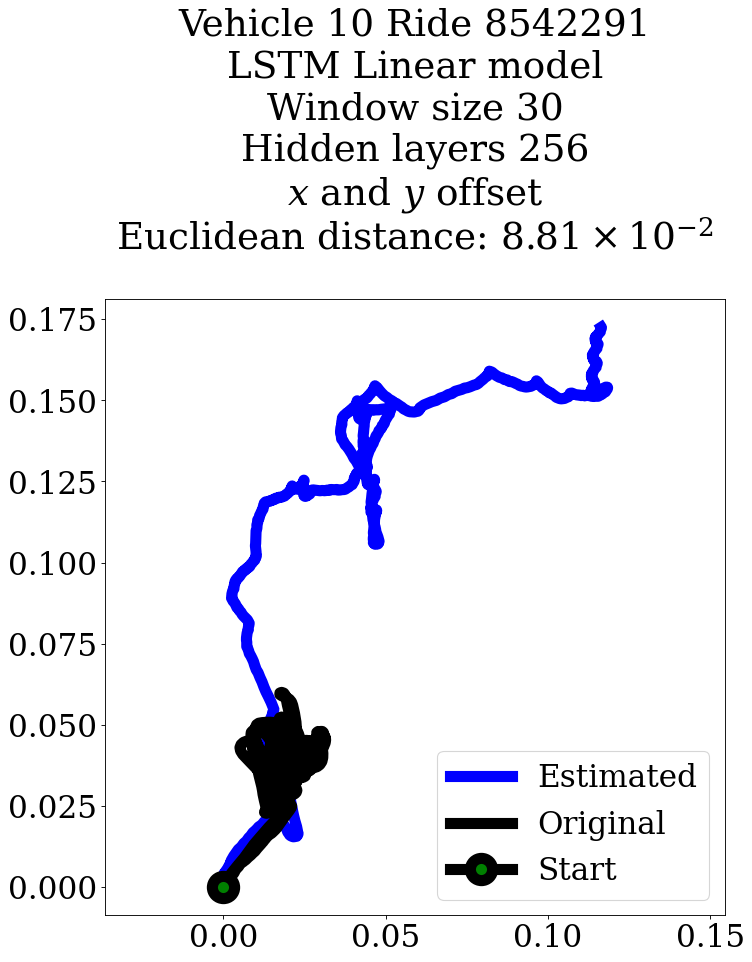 Vehicle 10 Ride 8542291
LSTM Linear model
Window size 30
Hidden layers 256
x and y offset
Euclidean distance: 8.81 × 10⁻²
0.175
0.150
0.125
0.100
0.075
0.050
0.025
0.000
Estimated
Original
Start
0.00 0.05 0.10 0.15